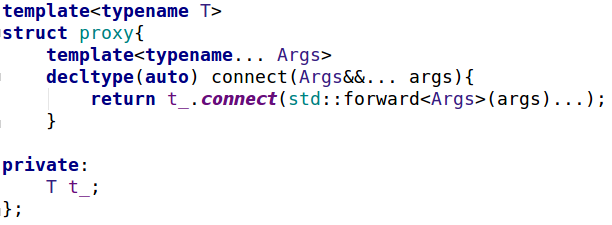 template<typename T>
struct proxy{
    template<typename... Args>
    decltype(auto) connect(Args&&... args){
        return t_.connect(std::forward<Args>(args)...);
    }

private:
    T t_;
};